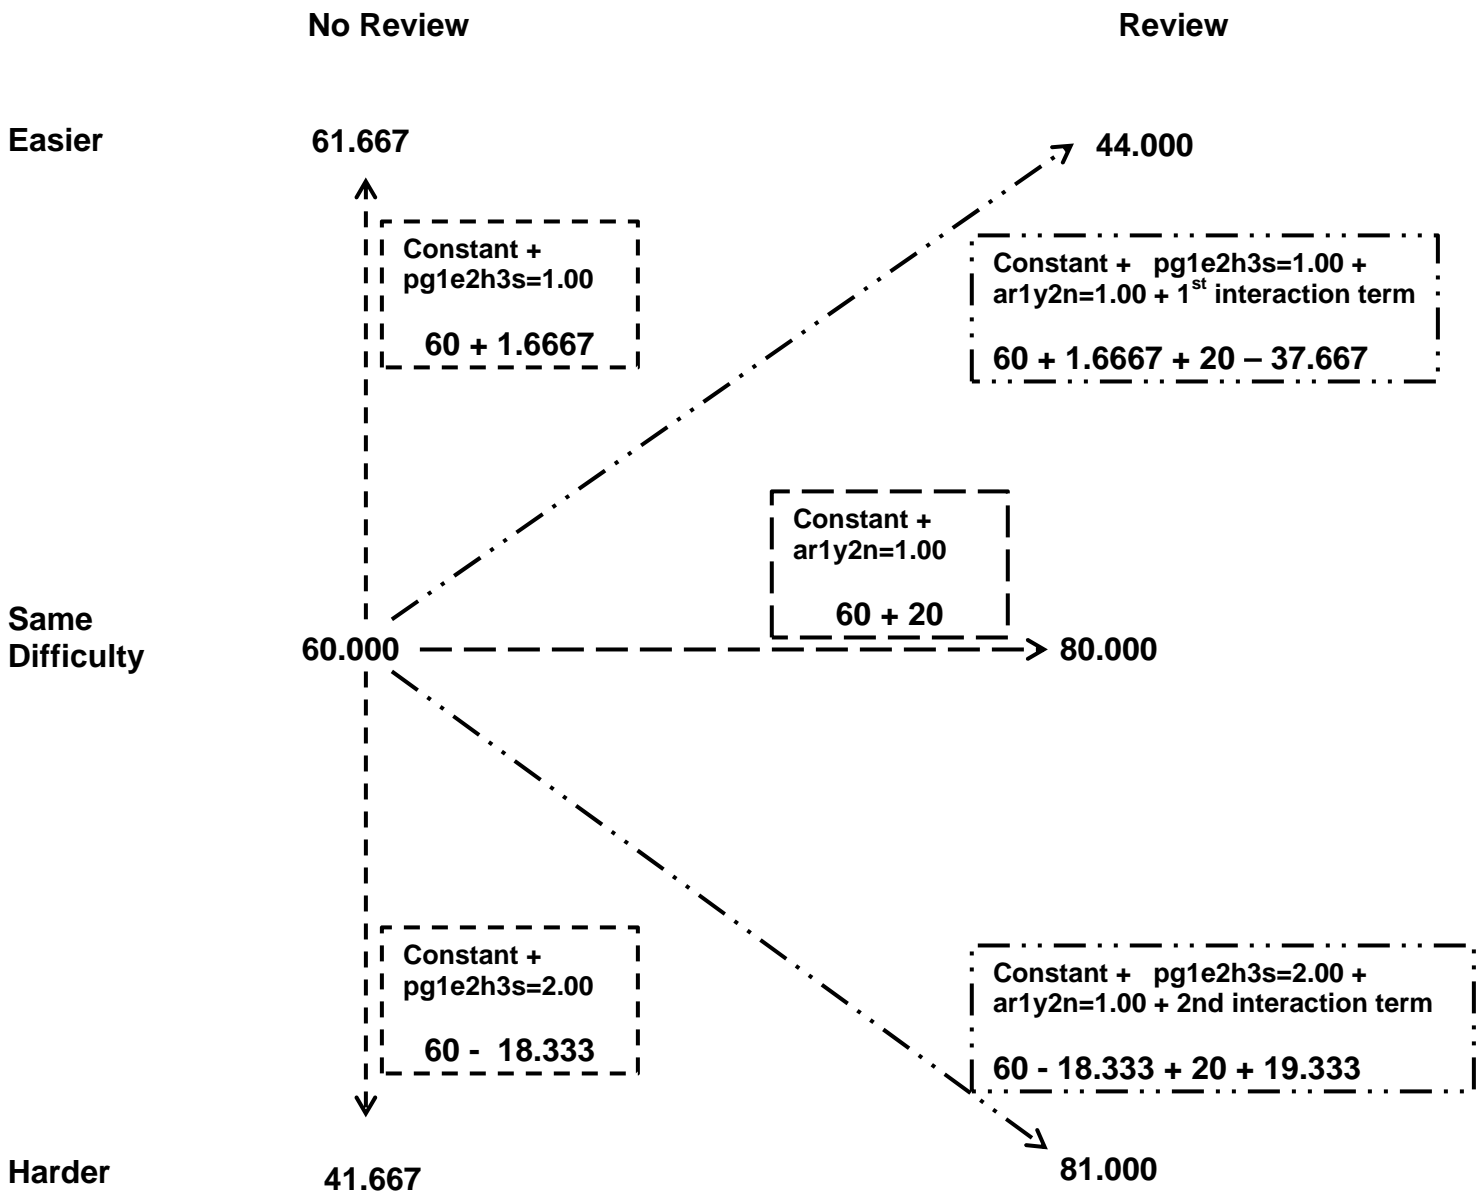 No Review Review
Easier 61.667 44.000
Constant +
pg1e2h3s=1.00
60 + 1.6667
Constant + pg1e2h3s=1.00 +
ar1y2n=1.00 + 1st interaction term
60 + 1.6667 + 20 – 37.667
Constant +
ar1y2n=1.00
60 + 20
Same
Difficulty 60.000 80.000
Constant +
pg1e2h3s=2.00
60 - 18.333
Constant + pg1e2h3s=2.00 +
ar1y2n=1.00 + 2nd interaction term
60 - 18.333 + 20 + 19.333
Harder 41.667 81.000